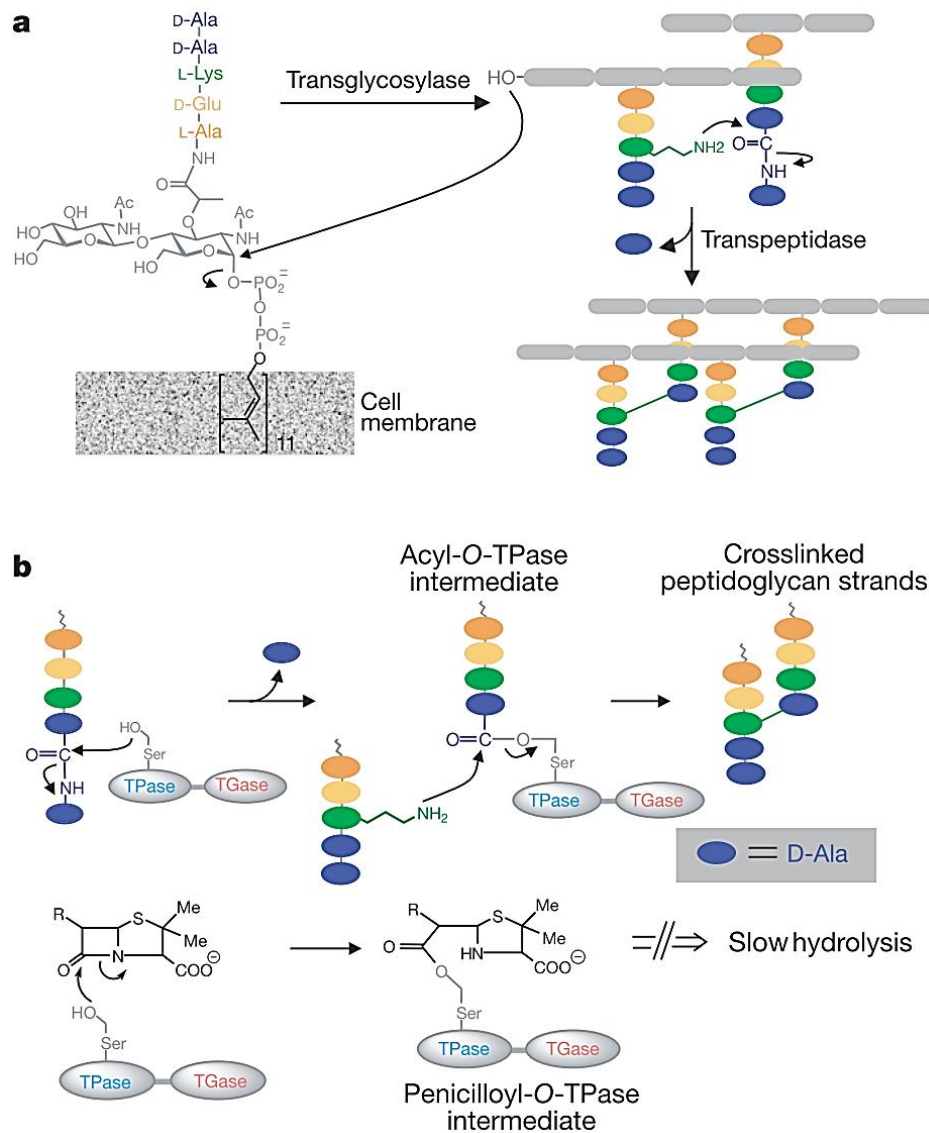 a
D-Ala
D-Ala
L-Lys
D-Glu
L-Ala
NH
O
O
Ac
NH
Ac
NH
HO
HO
HO
O
O
O
HO
O
O
PO₂⁼
O
PO₂⁼
O
11
Cell
membrane
Transglycosylase
HO
NH2
O
C
NH
Transpeptidase
b
O
C
NH
HO
Ser
TPase
TGase
Acyl-O-TPase
intermediate
NH₂
O
C
O
Ser
TPase
TGase
Crosslinked
peptidoglycan strands
D-Ala
R
S
Me
Me
N
O
COO⊖
HO
Ser
TPase
TGase
R
S
Me
Me
O
HN
COO⊖
O
Ser
TPase
TGase
Penicilloyl-O-TPase
intermediate
Slow hydrolysis